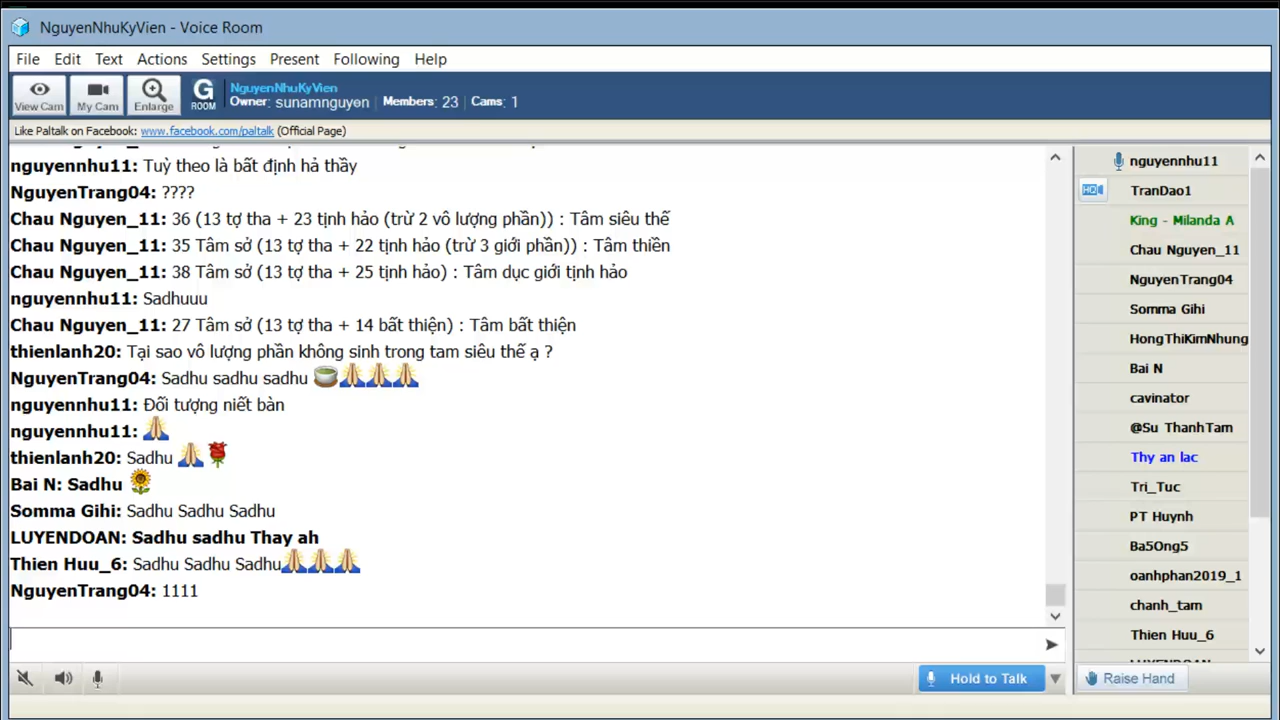 NguyenNhuKyVien - Voice Room
File Edit Text Actions Settings Present Following Help
View Cam My Cam Enlarge G ROOM
NguyenNhuKyVien
Owner: sunamnguyen | Members: 23 | Cams: 1
Like Paltalk on Facebook: www.facebook.com/paltalk (Official Page)
nguyennhu11: Tuỳ theo là bất định hả thầy
NguyenTrang04: ????
Chau Nguyen_11: 36 (13 tợ tha + 23 tịnh hảo (trừ 2 vô lượng phần)) : Tâm siêu thế
Chau Nguyen_11: 35 Tâm sở (13 tợ tha + 22 tịnh hảo (trừ 3 giới phần)) : Tâm thiền
Chau Nguyen_11: 38 Tâm sở (13 tợ tha + 25 tịnh hảo) : Tâm dục giới tịnh hảo
nguyennhu11: Sadhuuu
Chau Nguyen_11: 27 Tâm sở (13 tợ tha + 14 bất thiện) : Tâm bất thiện
thienlanh20: Tại sao vô lượng phần không sinh trong tam siêu thế ạ ?
NguyenTrang04: Sadhu sadhu sadhu 🍵🙏🙏🙏
nguyennhu11: Đối tượng niết bàn
nguyennhu11: 🙏
thienlanh20: Sadhu 🙏🌹
Bai N: Sadhu 🌻
Somma Gihi: Sadhu Sadhu Sadhu
LUYENDOAN: Sadhu sadhu Thay ah
Thien Huu_6: Sadhu Sadhu Sadhu🙏🙏🙏
NguyenTrang04: 1111
Hold to Talk
nguyennhu11
HQ TranDao1
King - Milanda A
Chau Nguyen_11
NguyenTrang04
Somma Gihi
HongThiKimNhung
Bai N
cavinator
@Su ThanhTam
Thy an lac
Tri_Tuc
PT Huynh
Ba5Ong5
oanhphan2019_1
chanh_tam
Thien Huu_6
LUYENDOAN
Raise Hand